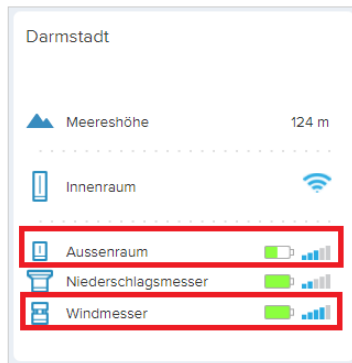 Darmstadt
Meereshöhe 124 m
Innenraum
Aussenraum
Niederschlagsmesser
Windmesser